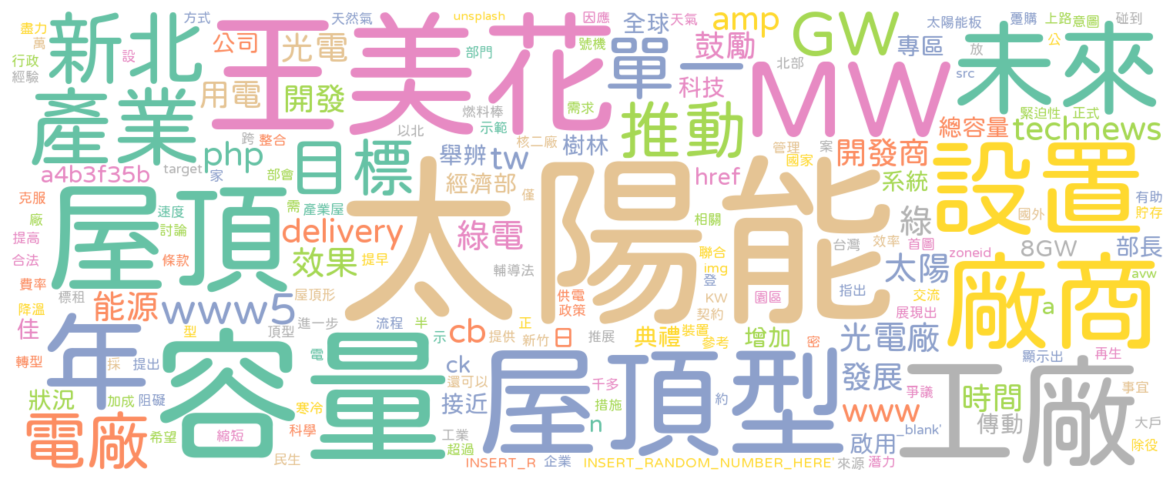 盡力
方式
天然氣
unsplash
因應
天氣
太陽能板
躉購
上路
意圖
碰到
萬
設
新北
公司
光電
部門
號機
全球
amp
GW
專區
放
公
未來
行政
經驗
王美花
單一
鼓勵
科技
北部
src
MW
產業
用電
開發
燃料棒
需求
示範
以北
推動
緊迫性
正式
總容量
technews
跨
整合
php
目標
舉辦
tw
核二廠
樹林
管理
國家
案
開發商
a4b3f35b
target
家
部會
經濟部
僅
href
系統
設置
有助
貯存
克服
廠
提高
合法
屋頂
速度
討論
需
產業屋
delivery
綠電
太陽能
相關
綠
國外
8GW
部長
費率
條款
效果
提早
輔導法
聯合
img
台灣
效率
首圖
太陽
zoneid
avw
降溫
標租
能源
www5
屋頂形
供電
政策
園區
KW
契約
登
指出
展現出
交流
a
廠商
佳
年
型
頂型
進一步
流程
半
cb
日
正
提供
新竹
示
推展
典禮
裝置
參考
增加
密
光電廠
顯示出
再生
轉型
採
提出
容量
電
ck
屋頂型
還可以
千多
約
發展
爭議
時間
工廠
事宜
狀況
加成
阻礙
寒冷
接近
n
措施
www
傳動
大戶
電廠
希望
縮短
科學
工業
超過
啟用
_blank'
除役
民生
INSERT_R
企業
INSERT_RANDOM_NUMBER_HERE'
來源
潛力